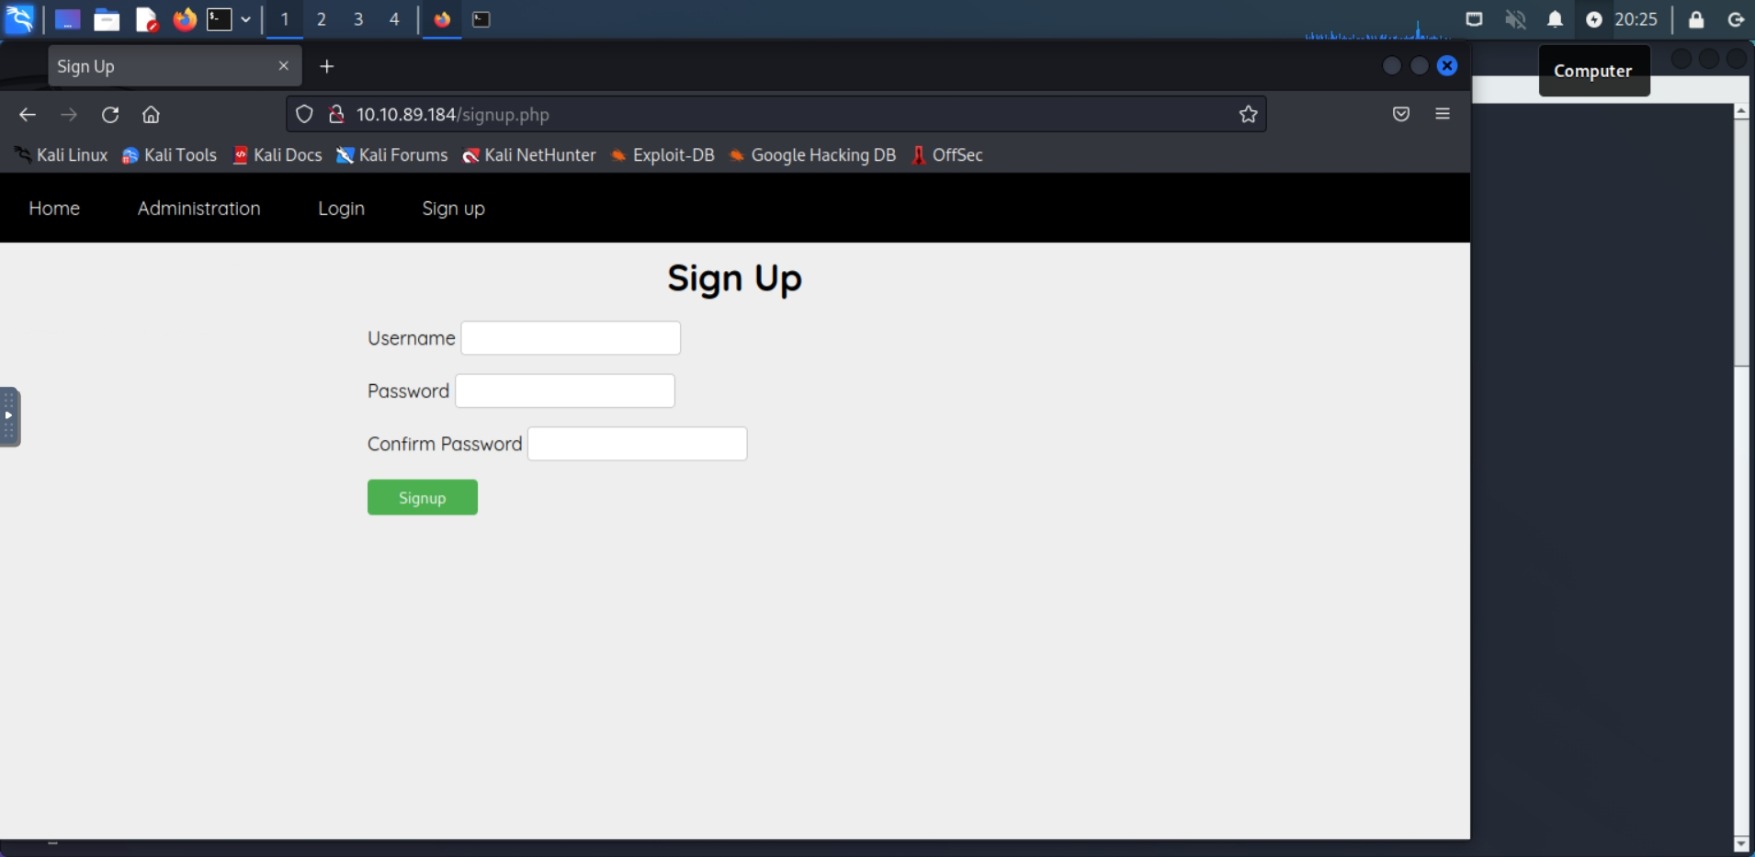 1 2 3 4 20:25
Sign Up
Computer
10.10.89.184/signup.php
Kali Linux Kali Tools Kali Docs Kali Forums Kali NetHunter Exploit-DB Google Hacking DB OffSec
Home Administration Login Sign up
Sign Up
Username
Password
Confirm Password
Signup